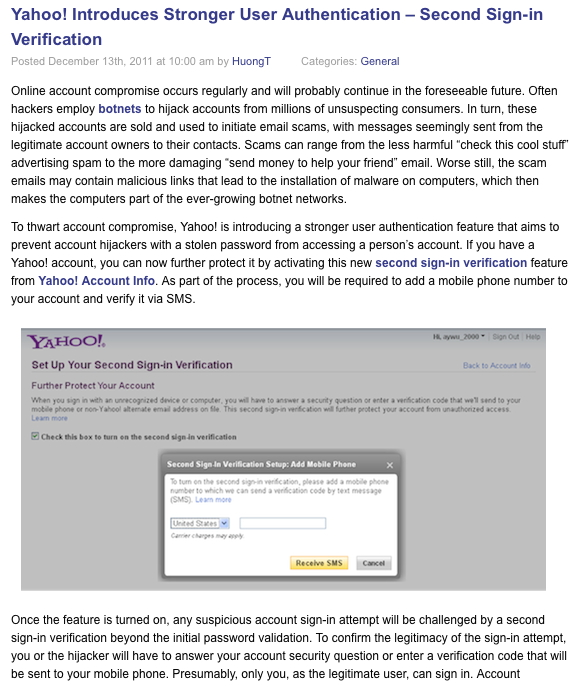 Yahoo! Introduces Stronger User Authentication – Second Sign-in
Verification
Posted December 13th, 2011 at 10:00 am by HuongT Categories: General
Online account compromise occurs regularly and will probably continue in the foreseeable future. Often
hackers employ botnets to hijack accounts from millions of unsuspecting consumers. In turn, these
hijacked accounts are sold and used to initiate email scams, with messages seemingly sent from the
legitimate account owners to their contacts. Scams can range from the less harmful “check this cool stuff”
advertising spam to the more damaging “send money to help your friend” email. Worse still, the scam
emails may contain malicious links that lead to the installation of malware on computers, which then
makes the computers part of the ever-growing botnet networks.
To thwart account compromise, Yahoo! is introducing a stronger user authentication feature that aims to
prevent account hijackers with a stolen password from accessing a person’s account. If you have a
Yahoo! account, you can now further protect it by activating this new second sign-in verification feature
from Yahoo! Account Info. As part of the process, you will be required to add a mobile phone number to
your account and verify it via SMS.
YAHOO!
Hi, aywo_2000 Sign Out Help
Set Up Your Second Sign-in Verification
Back to Account Info
Further Protect Your Account
When you sign in with an unrecognized device or computer, you will have to answer a security question or enter a verification code that we'll send to your
mobile phone or non-Yahoo! alternate email address on file. This second sign-in verification will further protect your account from unauthorized access.
Learn more
Check this box to turn on the second sign-in verification
Second Sign-In Verification Setup: Add Mobile Phone
To turn on the second sign-in verification, please add a mobile phone
number to which we can send a verification code by text message
(SMS). Learn more
United States
Carrier charges may apply.
Receive SMS Cancel
Once the feature is turned on, any suspicious account sign-in attempt will be challenged by a second
sign-in verification beyond the initial password validation. To confirm the legitimacy of the sign-in attempt,
you or the hijacker will have to answer your account security question or enter a verification code that will
be sent to your mobile phone. Presumably, only you, as the legitimate user, can sign in. Account